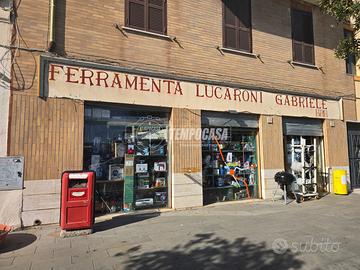 FERRAMENTA LUCARONI GABRIELE
TEMPOCASA
subito